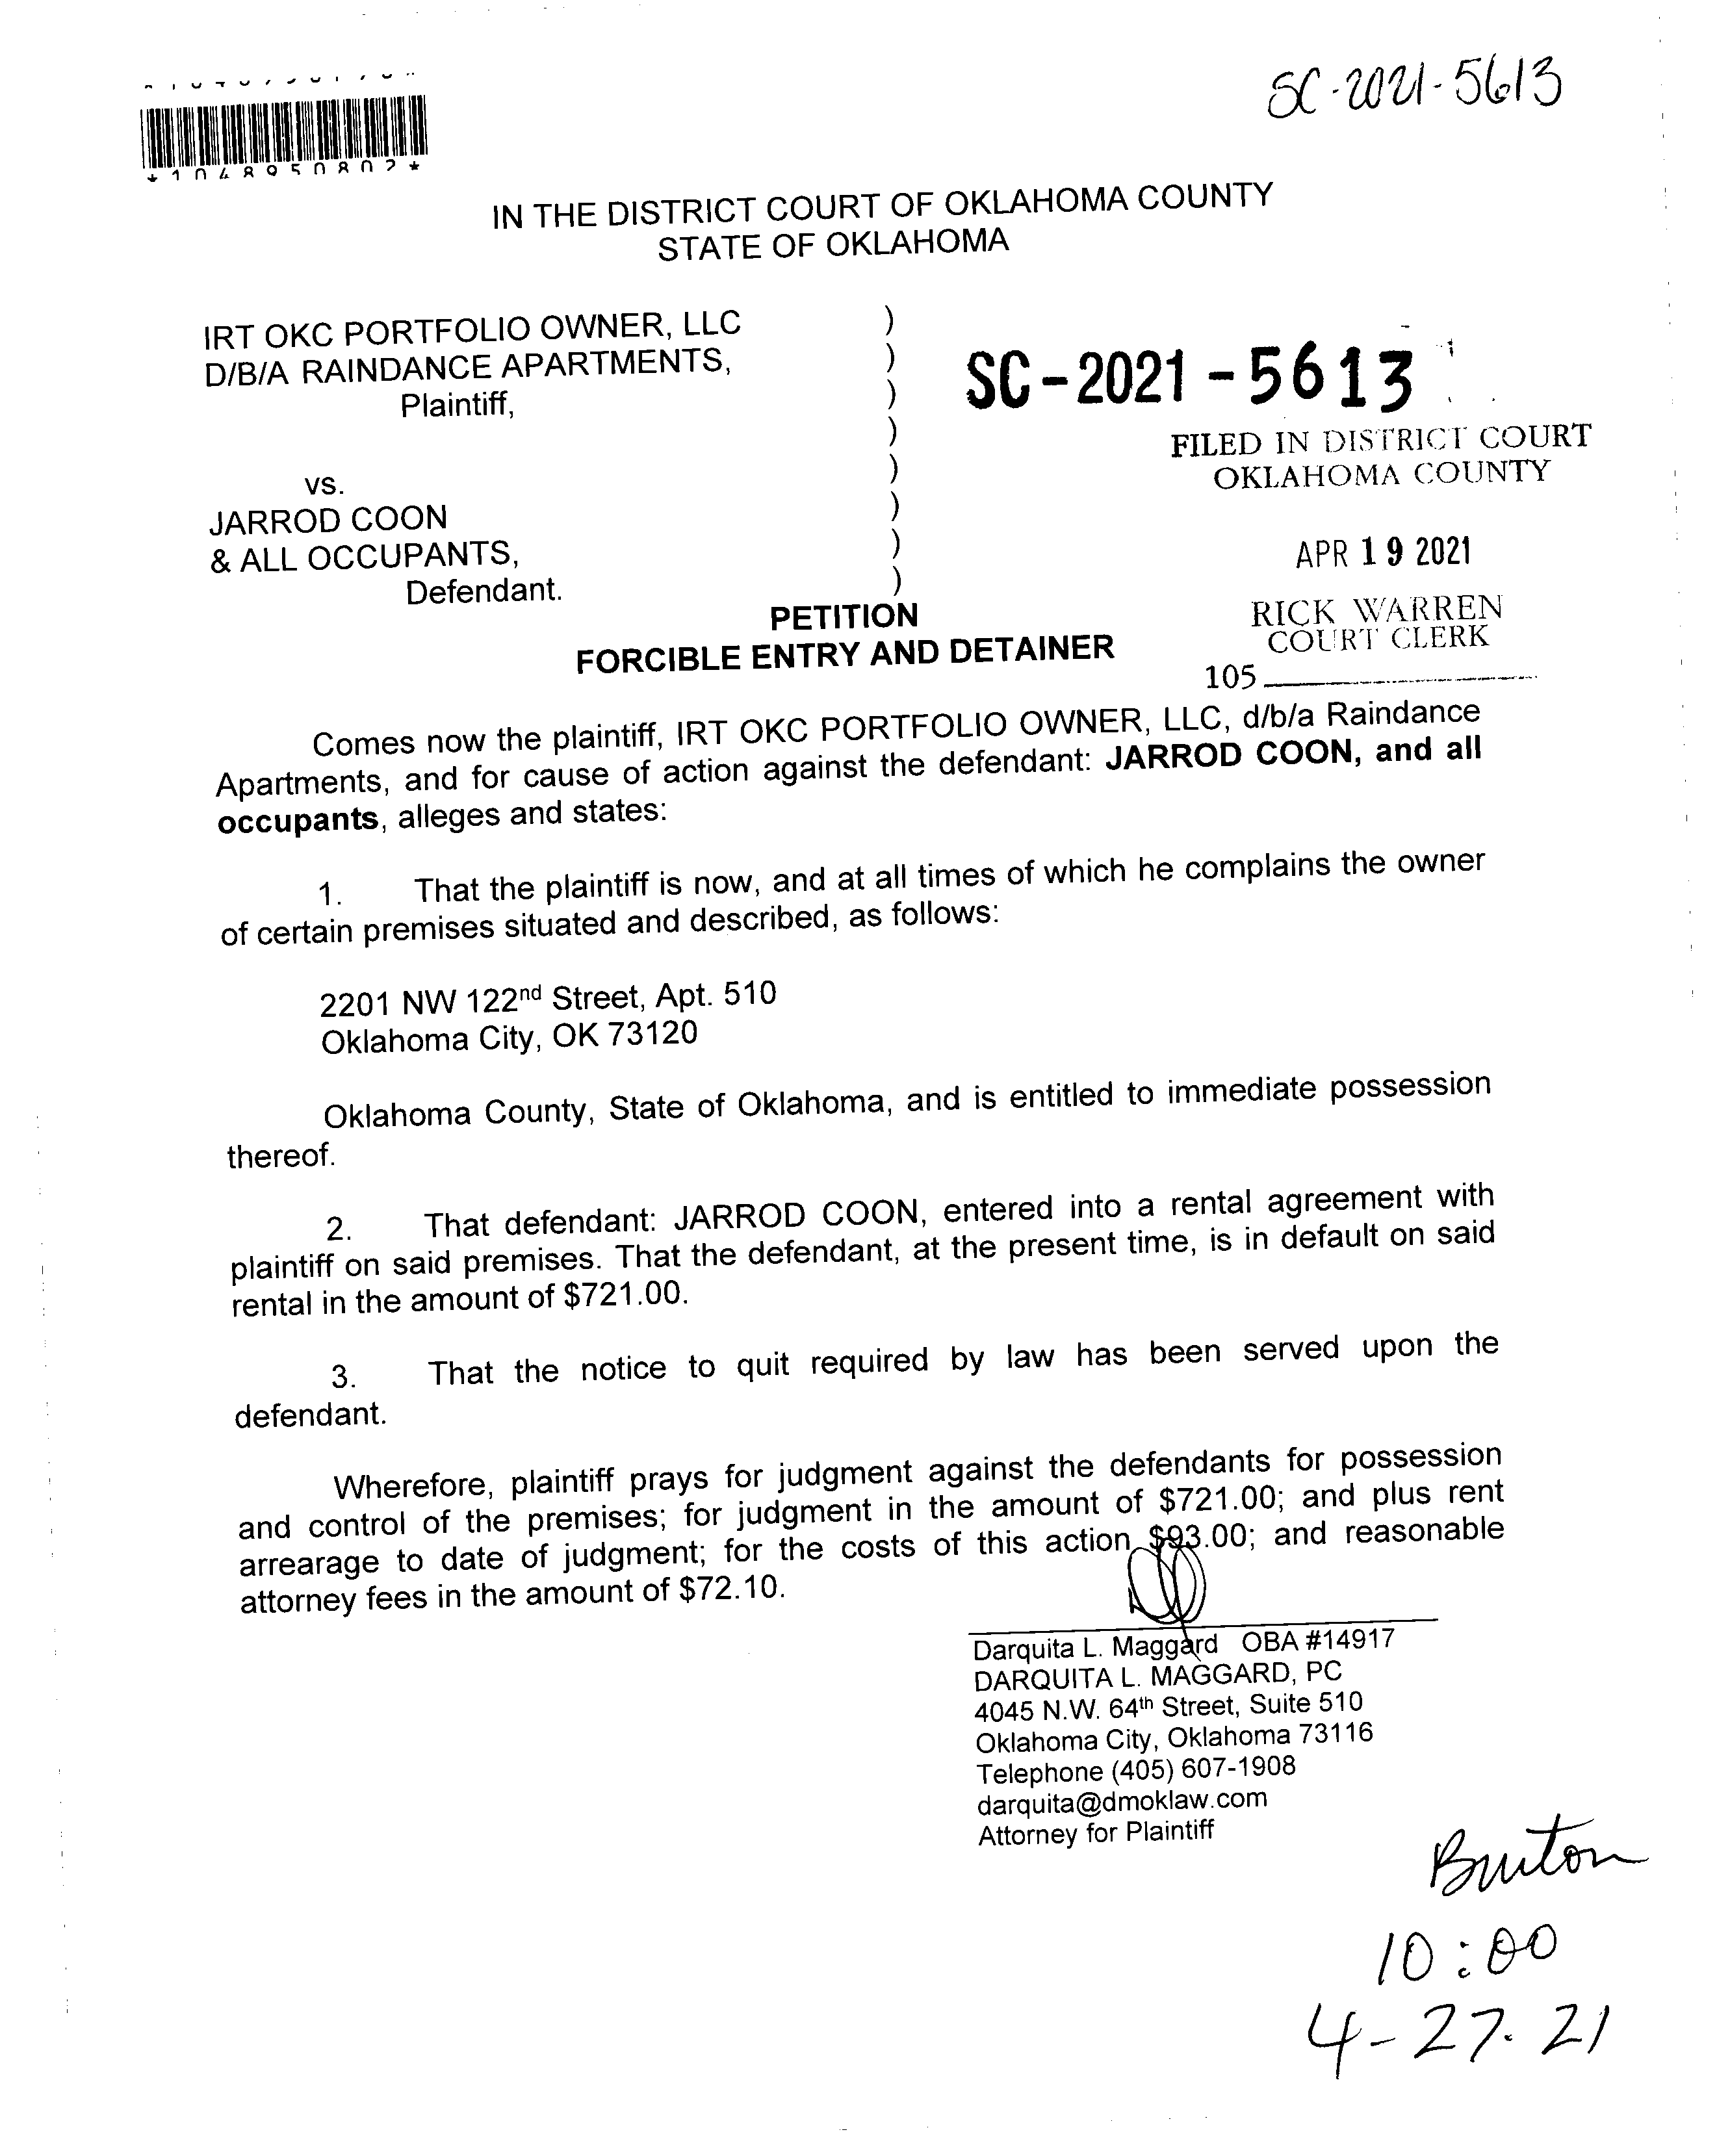 SC-2021-5613
*1048950802*
IN THE DISTRICT COURT OF OKLAHOMA COUNTY
STATE OF OKLAHOMA
IRT OKC PORTFOLIO OWNER, LLC )
D/B/A RAINDANCE APARTMENTS, )
Plaintiff, )
)
vs. )
JARROD COON )
& ALL OCCUPANTS, )
Defendant. )
SC-2021-5613
FILED IN DISTRICT COURT
OKLAHOMA COUNTY
APR 19 2021
RICK WARREN
COURT CLERK
105
PETITION
FORCIBLE ENTRY AND DETAINER
Comes now the plaintiff, IRT OKC PORTFOLIO OWNER, LLC, d/b/a Raindance
Apartments, and for cause of action against the defendant: JARROD COON, and all
occupants, alleges and states:
1. That the plaintiff is now, and at all times of which he complains the owner
of certain premises situated and described, as follows:
2201 NW 122nd Street, Apt. 510
Oklahoma City, OK 73120
Oklahoma County, State of Oklahoma, and is entitled to immediate possession
thereof.
2. That defendant: JARROD COON, entered into a rental agreement with
plaintiff on said premises. That the defendant, at the present time, is in default on said
rental in the amount of $721.00.
3. That the notice to quit required by law has been served upon the
defendant.
Wherefore, plaintiff prays for judgment against the defendants for possession
and control of the premises; for judgment in the amount of $721.00; and plus rent
arrearage to date of judgment; for the costs of this action $93.00; and reasonable
attorney fees in the amount of $72.10.
Darquita L. Maggard OBA #14917
DARQUITA L. MAGGARD, PC
4045 N.W. 64th Street, Suite 510
Oklahoma City, Oklahoma 73116
Telephone (405) 607-1908
darquita@dmoklaw.com
Attorney for Plaintiff
Burton
10:00
4-27-21